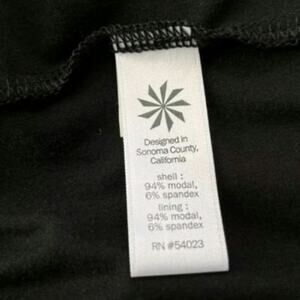 Designed in
Sonoma County,
California
shell :
94% modal,
6% spandex
lining :
94% modal,
6% spandex
RN #54023